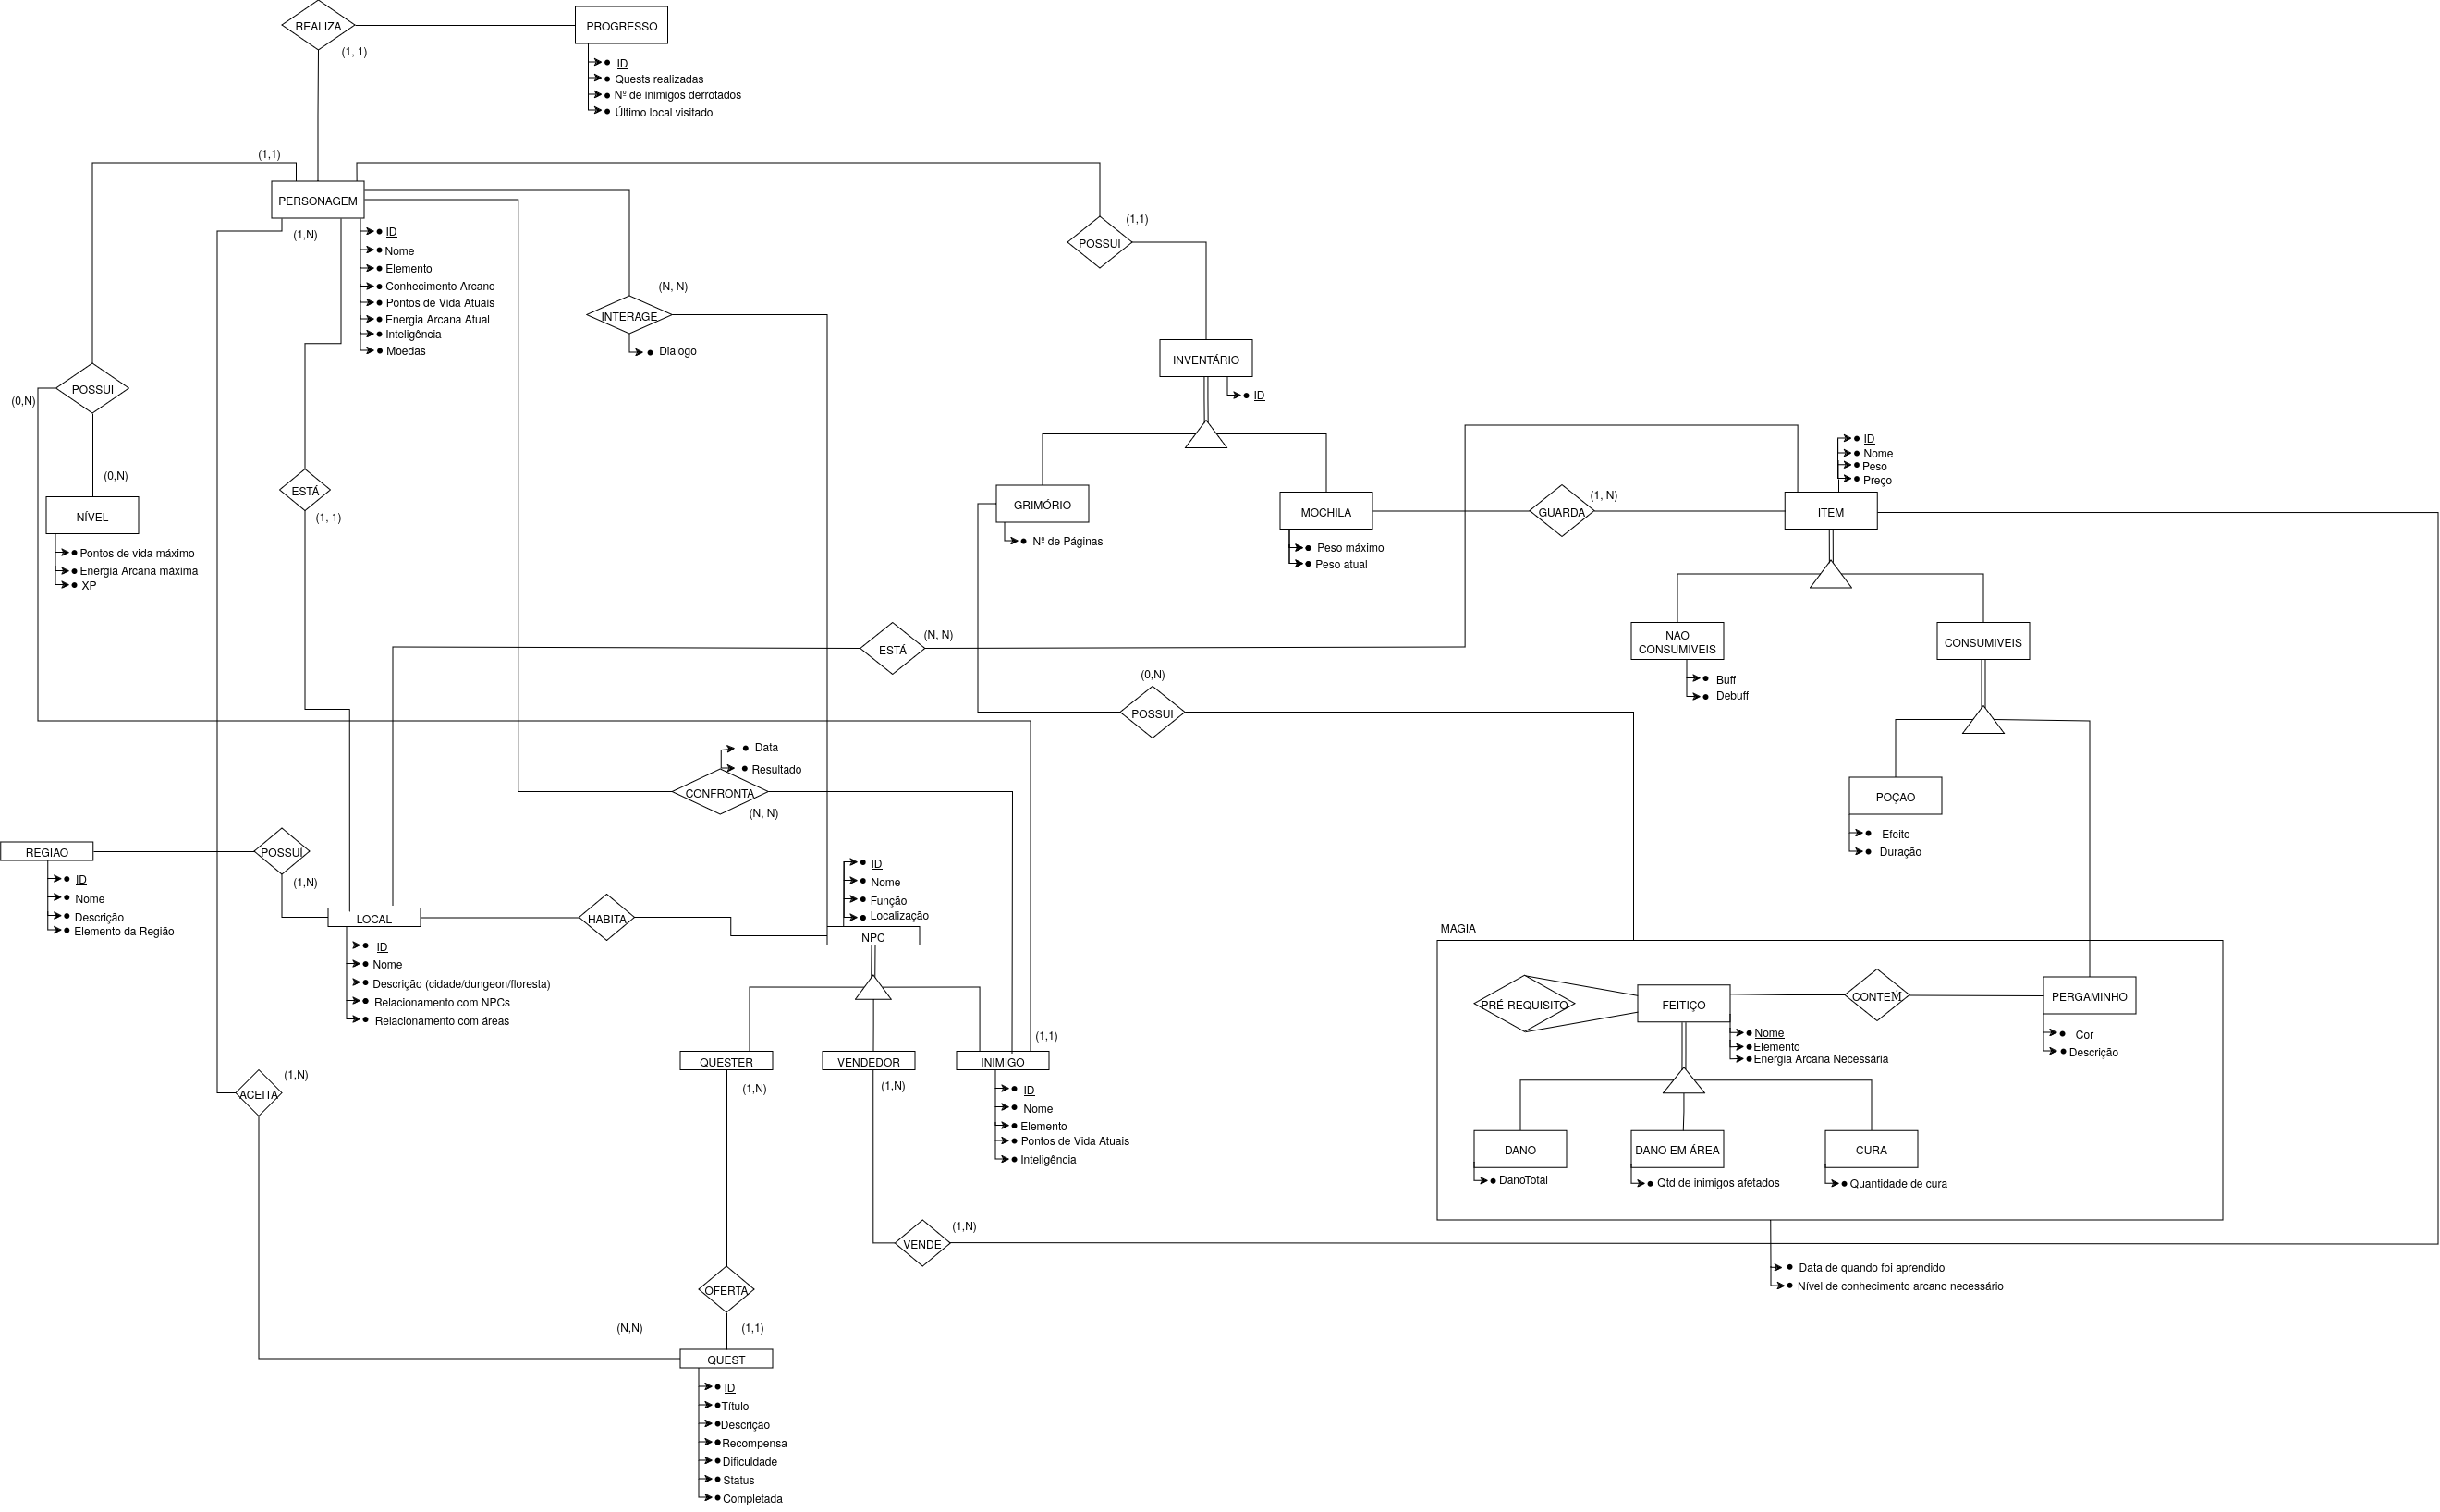 REALIZA
(1, 1)
PROGRESSO
ID
Quests realizadas
Nº de inimigos derrotados
Último local visitado
(1,1)
PERSONAGEM
(1,N)
ID
Nome
Elemento
Conhecimento Arcano
Pontos de Vida Atuais
Energia Arcana Atual
Inteligência
Moedas
(N, N)
INTERAGE
Dialogo
(1,1)
POSSUI
INVENTÁRIO
ID
POSSUI
(0,N)
(0,N)
NÍVEL
Pontos de vida máximo
Energia Arcana máxima
XP
ESTÁ
(1, 1)
GRIMÓRIO
Nº de Páginas
MOCHILA
Peso máximo
Peso atual
GUARDA
(1, N)
ID
Nome
Peso
Preço
ITEM
NAO
CONSUMIVEIS
Buff
Debuff
CONSUMIVEIS
ESTÁ
(N, N)
(0,N)
POSSUI
Data
Resultado
CONFRONTA
(N, N)
POÇAO
Efeito
Duração
REGIAO
ID
Nome
Descrição
Elemento da Região
POSSUI
(1,N)
LOCAL
ID
Nome
Descrição (cidade/dungeon/floresta)
Relacionamento com NPCs
Relacionamento com áreas
HABITA
ID
Nome
Função
Localização
NPC
MAGIA
PRÉ-REQUISITO
FEITIÇO
Nome
Elemento
Energia Arcana Necessária
CONTEḾ
PERGAMINHO
Cor
Descrição
(1,1)
QUESTER
(1,N)
VENDEDOR
(1,N)
INIMIGO
ID
Nome
Elemento
Pontos de Vida Atuais
Inteligência
ACEITA
(1,N)
DANO
DanoTotal
DANO EM ÁREA
Qtd de inimigos afetados
CURA
Quantidade de cura
VENDE
(1,N)
Data de quando foi aprendido
Nível de conhecimento arcano necessário
OFERTA
(N,N)
(1,1)
QUEST
ID
Título
Descrição
Recompensa
Dificuldade
Status
Completada